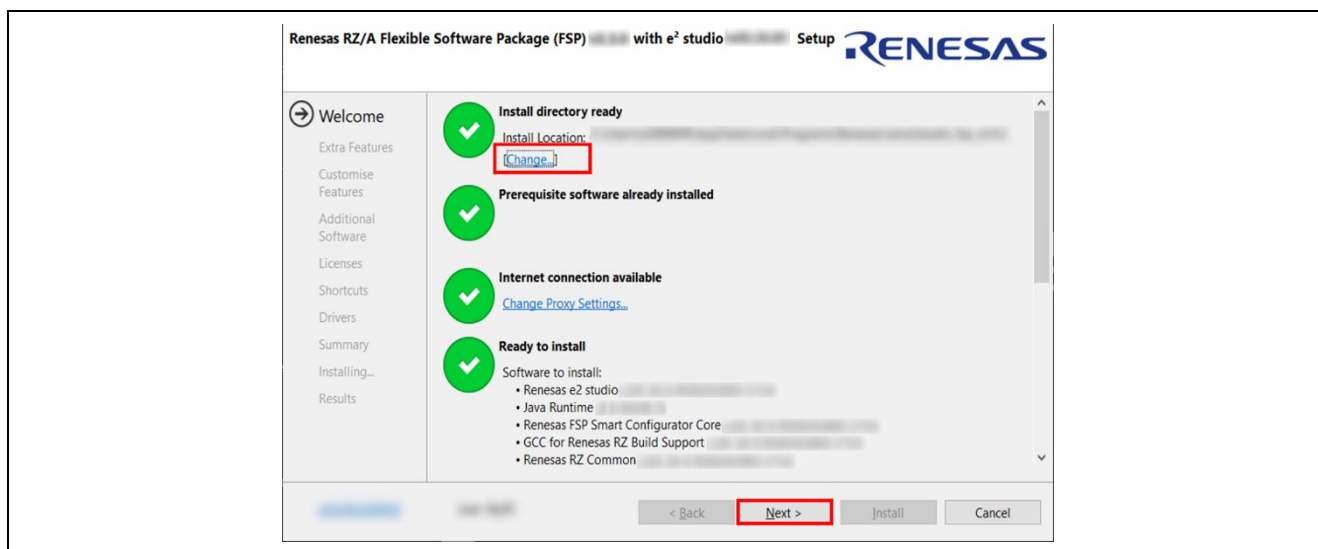 Renesas RZ/A Flexible Software Package (FSP) with e² studio Setup
RENESAS
Welcome
Extra Features
Customise
Features
Additional
Software
Licenses
Shortcuts
Drivers
Summary
Installing...
Results
Install directory ready
Install Location:
[Change...]
Prerequisite software already installed
Internet connection available
Change Proxy Settings...
Ready to install
Software to install:
• Renesas e2 studio
• Java Runtime
• Renesas FSP Smart Configurator Core
• GCC for Renesas RZ Build Support
• Renesas RZ Common
< Back
Next >
Install
Cancel